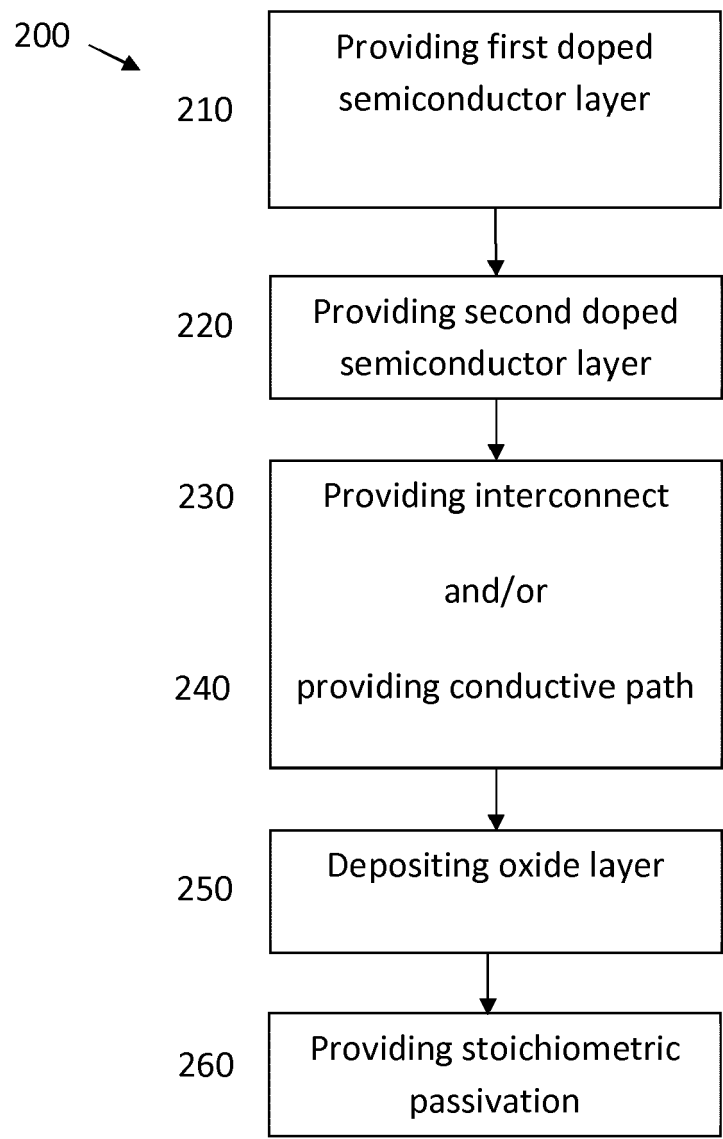 200
210
Providing first doped
semiconductor layer
220
Providing second doped
semiconductor layer
230
Providing interconnect
and/or
240
providing conductive path
250
Depositing oxide layer
260
Providing stoichiometric
passivation